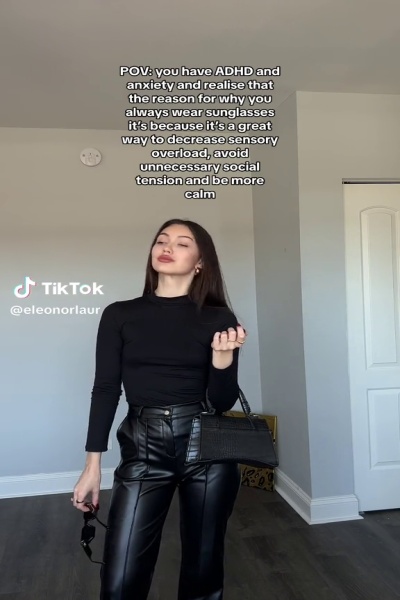 POV: you have ADHD and
anxiety and realise that
the reason for why you
always wear sunglasses
it's because it's a great
way to decrease sensory
overload, avoid
unnecessary social
tension and be more
calm
TikTok
@eleonorlaur